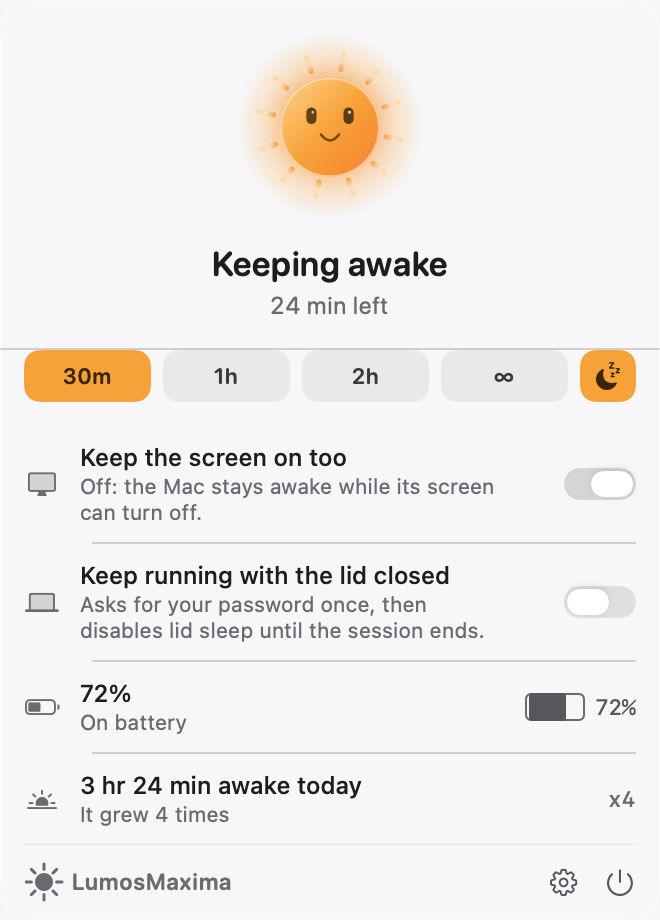 Keeping awake
24 min left
30m
1h
2h
∞
z z z
Keep the screen on too
Off: the Mac stays awake while its screen
can turn off.
Keep running with the lid closed
Asks for your password once, then
disables lid sleep until the session ends.
72%
On battery
72%
3 hr 24 min awake today
It grew 4 times
x4
LumosMaxima